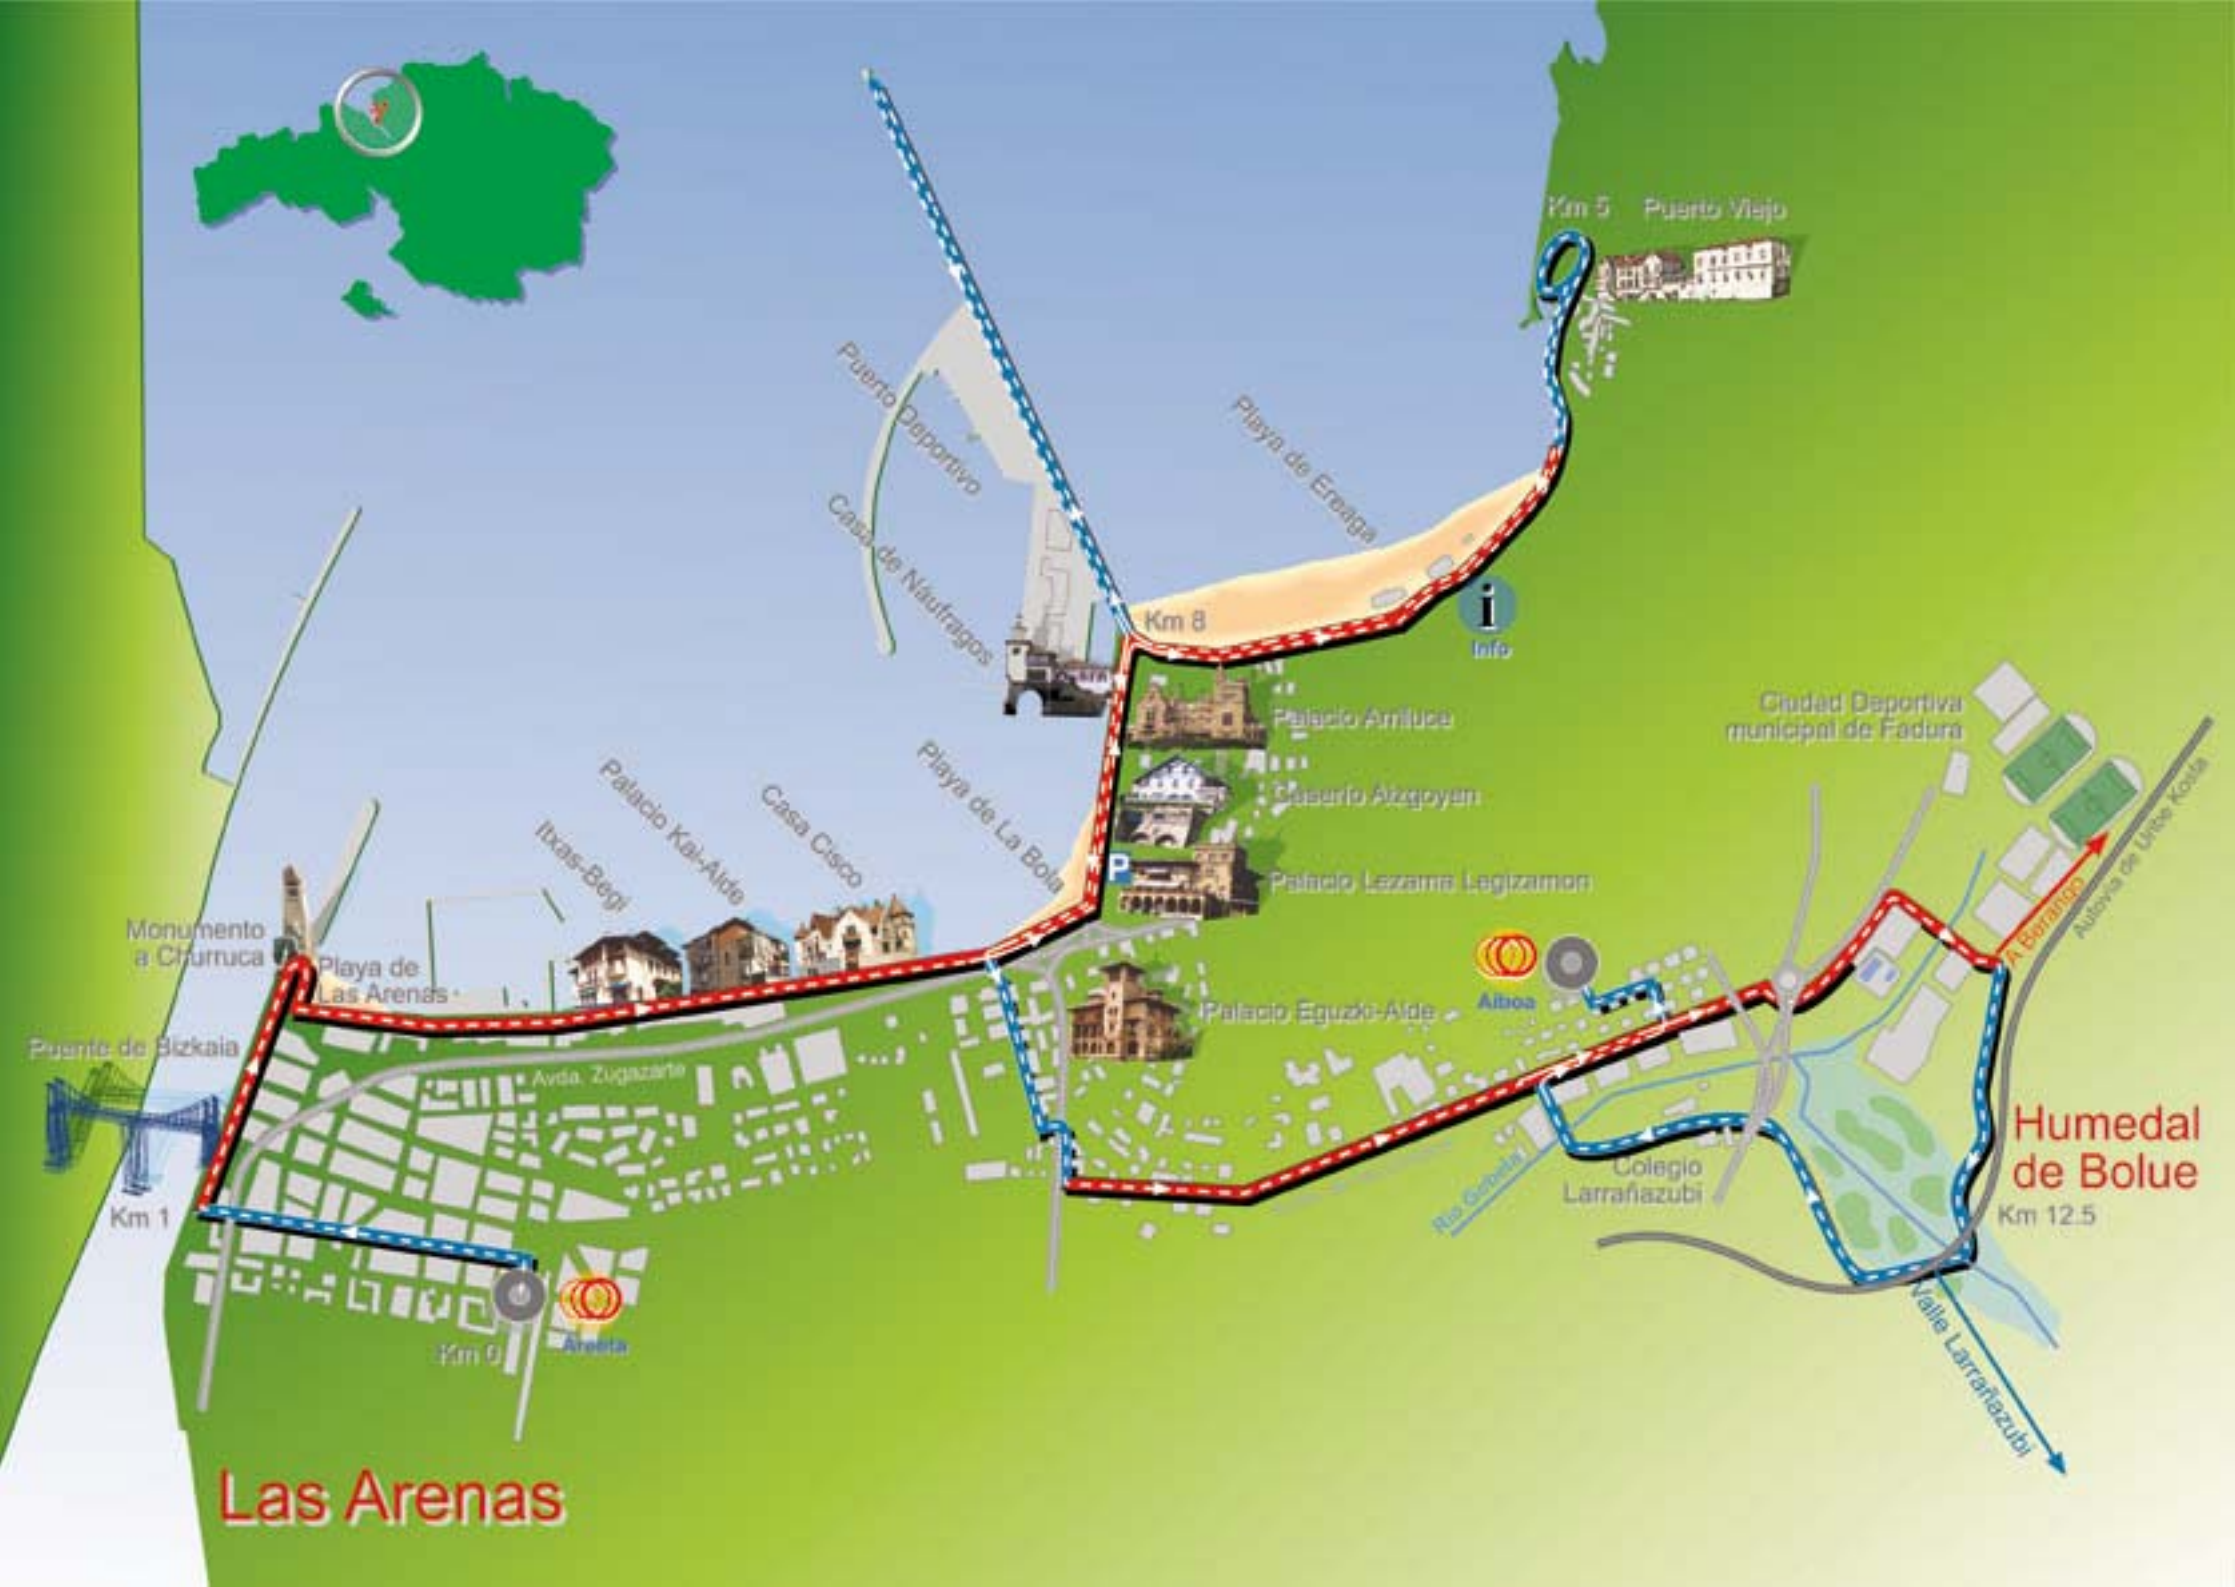 Km 5
Puerto Viejo
Puerto Deportivo
Playa de Ereaga
Casa de Náufragos
Km 8
i
Info
Palacio Arriluce
Ciudad Deportiva
municipal de Fadura
Caserío Aizgoyen
Autovía de Uribe Kosta
Playa de La Bola
Casa Cisco
Palacio Kai-Alde
Itxas-Begi
P
Palacio Lezama Legizamon
A Berango
Monumento
a Churruca
Playa de
Las Arenas
Aiboa
Palacio Eguzki-Alde
Puente de Bizkaia
Avda. Zugazarte
Humedal
de Bolue
Colegio
Larrañazubi
Rio Gobela
Km 1
Km 12.5
Valle Larrañazubi
Km 0
Areeta
Las Arenas